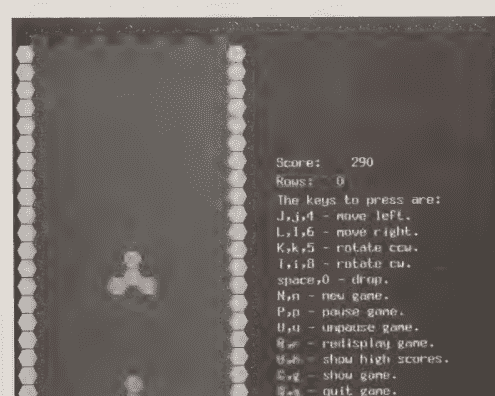 Score: 290
Rows: 0
The keys to press are:
J,j,4 - move left.
L,l,6 - move right.
K,k,5 - rotate ccw.
I,i,8 - rotate cw.
space,0 - drop.
N,n - new game.
P,p - pause game.
U,u - unpause game.
- redisplay game.
- show high scores.
- show game.
- quit game.